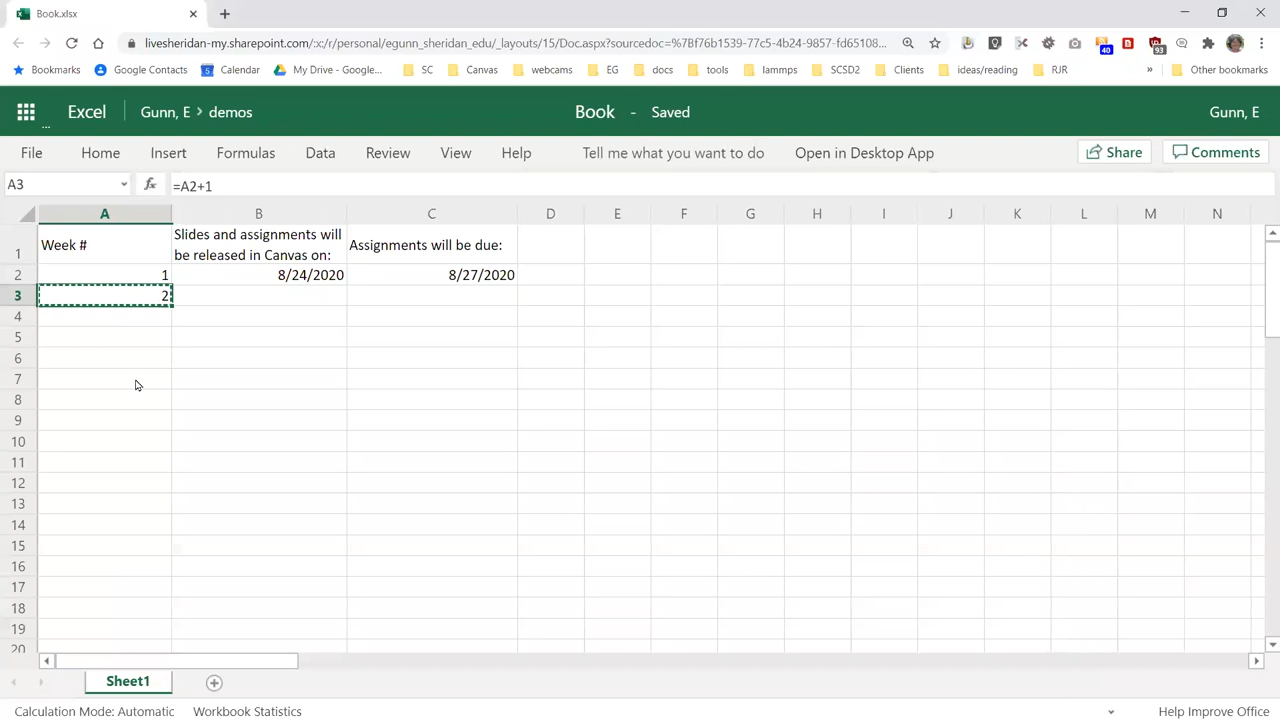 Book.xlsx
livesheridan-my.sharepoint.com/:x:/r/personal/egunn_sheridan_edu/_layouts/15/Doc.aspx?sourcedoc=%7Bf76b1539-77c5-4b24-9857-fd65108...
40
93
Bookmarks Google Contacts Calendar My Drive - Google... SC Canvas webcams EG docs tools lammps SCSD2 Clients ideas/reading RJR » Other bookmarks
Excel Gunn, E > demos Book - Saved Gunn, E
...
File Home Insert Formulas Data Review View Help Tell me what you want to do Open in Desktop App Share Comments
A3 fx =A2+1
A B C D E F G H I J K L M N
Slides and assignments will
1 Week # be released in Canvas on: Assignments will be due:
2 1 8/24/2020 8/27/2020
3 2
4
5
6
7
8
9
10
11
12
13
14
15
16
17
18
19
20
Sheet1
Calculation Mode: Automatic Workbook Statistics Help Improve Office